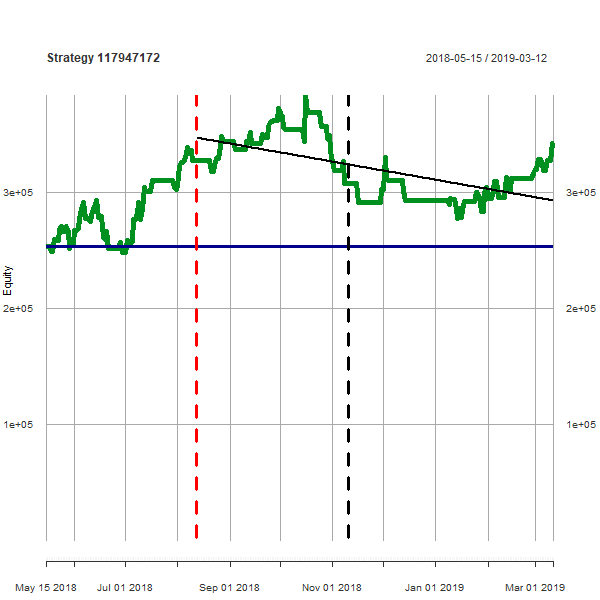 Strategy 117947172
2018-05-15 / 2019-03-12
3e+05
3e+05
Equity
2e+05
2e+05
1e+05
1e+05
May 15 2018
Jul 01 2018
Sep 01 2018
Nov 01 2018
Jan 01 2019
Mar 01 2019